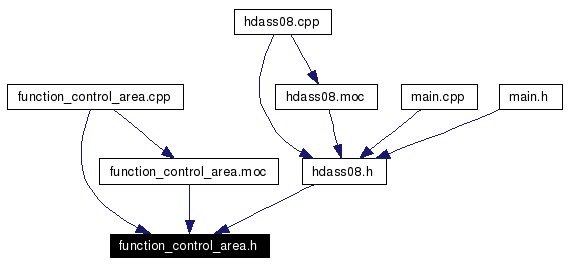 hdass08.cpp
function_control_area.cpp
hdass08.moc
main.cpp
main.h
function_control_area.moc
hdass08.h
function_control_area.h